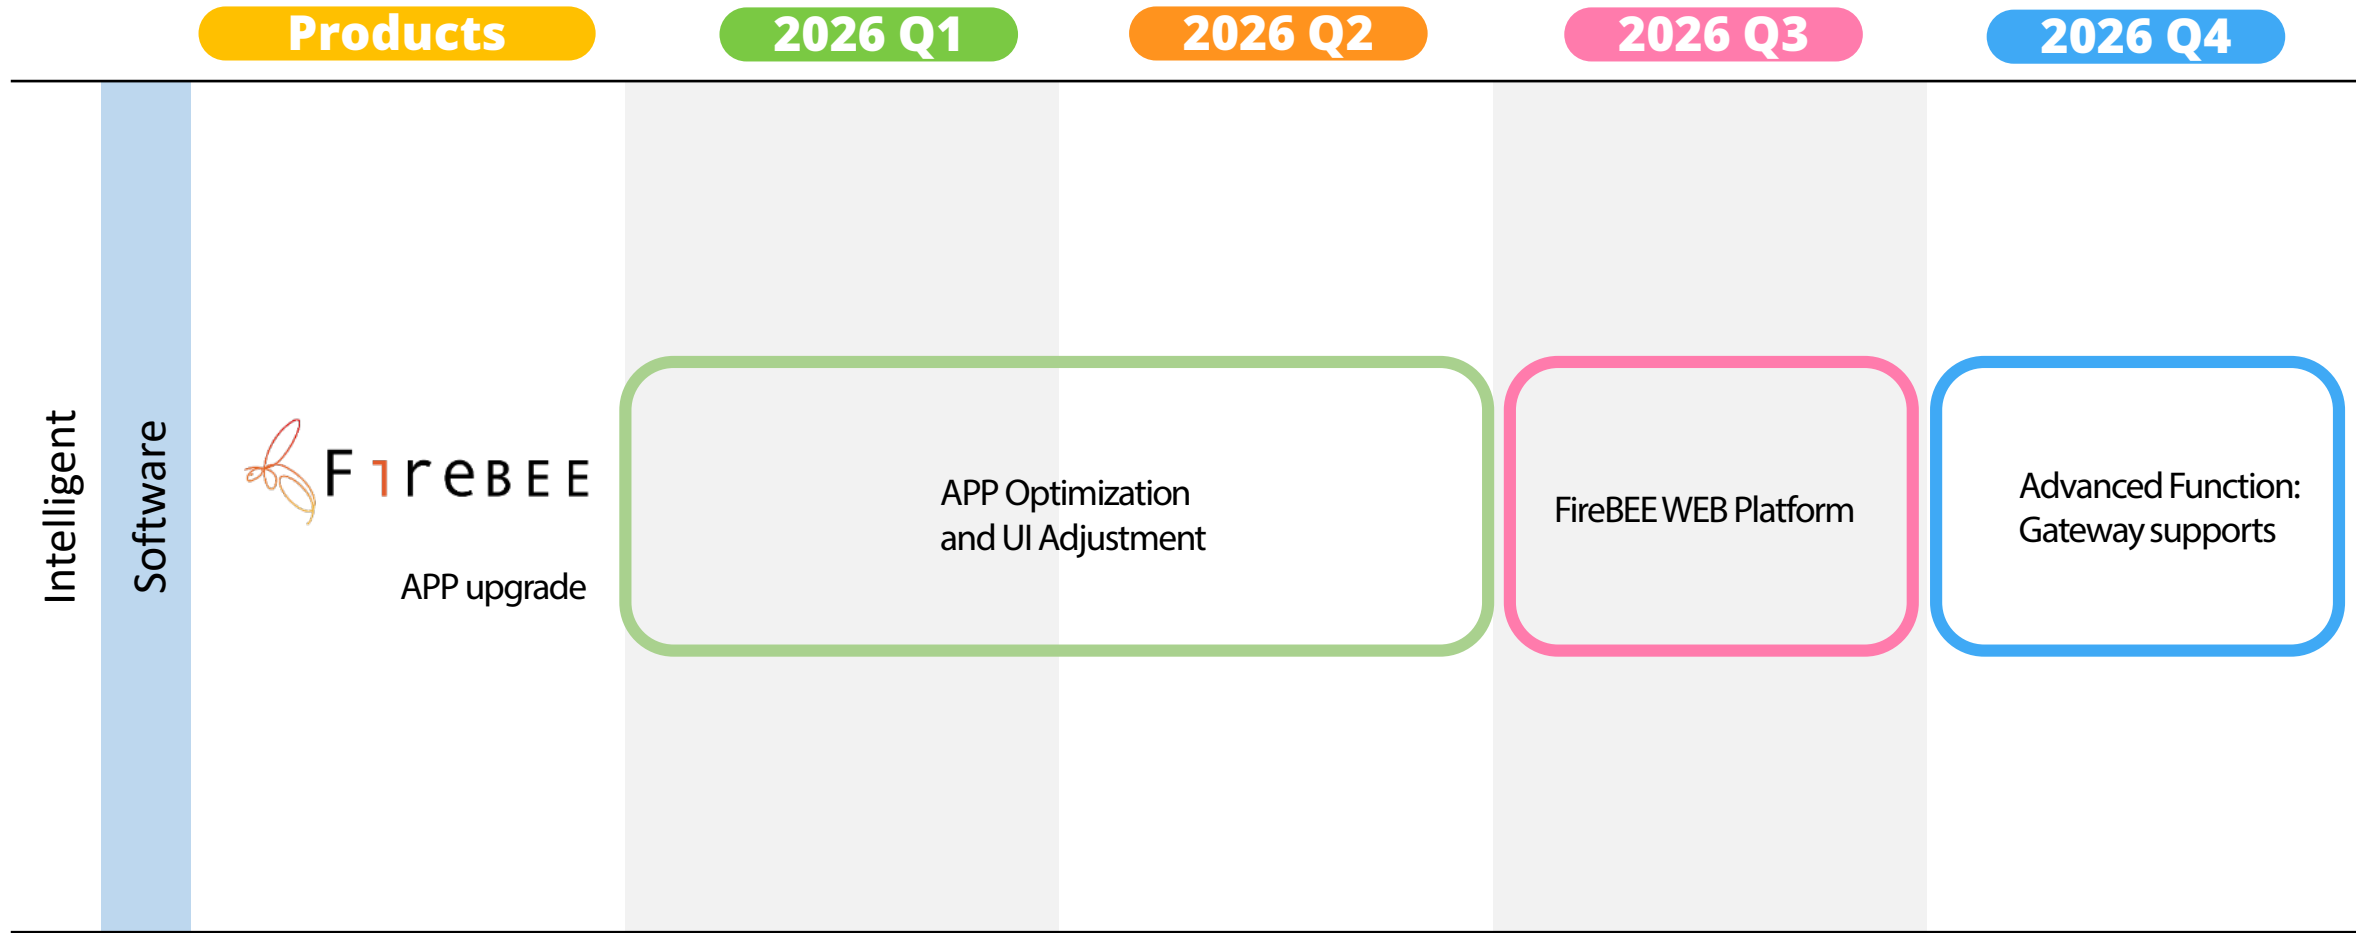 Products
2026 Q1
2026 Q2
2026 Q3
2026 Q4
Intelligent
Software
FireBEE
APP upgrade
APP Optimization
and UI Adjustment
FireBEE WEB Platform
Advanced Function:
Gateway supports